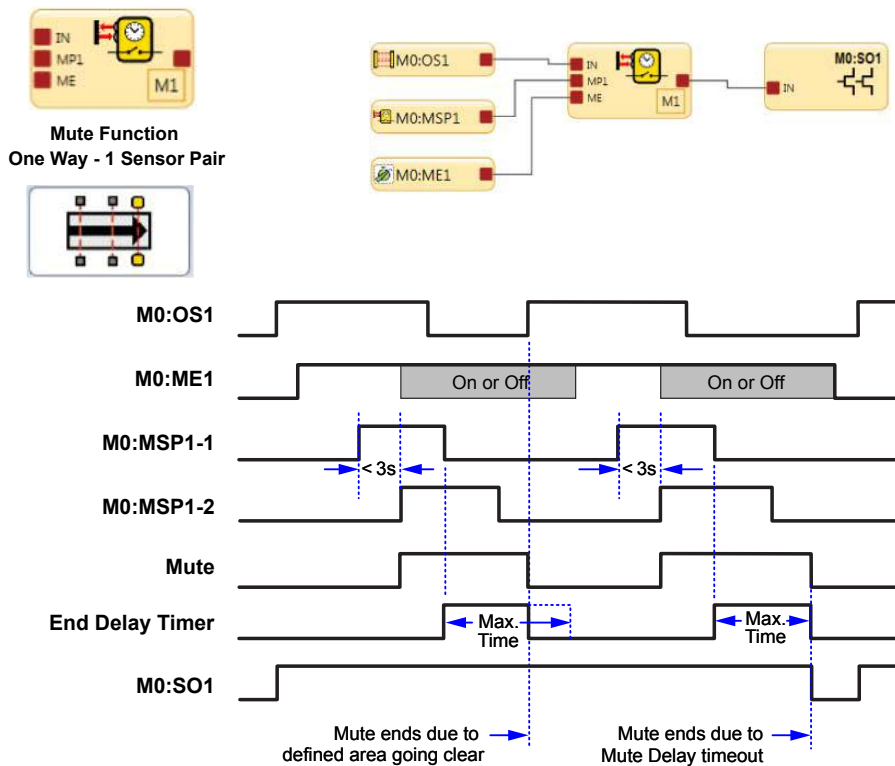 IN
MP1
ME
M1
Mute Function
One Way - 1 Sensor Pair
M0:OS1
M0:MSP1
M0:ME1
IN
MP1
ME
M1
M0:SO1
IN
M0:OS1
M0:ME1
On or Off
On or Off
M0:MSP1-1
< 3s
< 3s
M0:MSP1-2
Mute
End Delay Timer
Max.
Time
Max.
Time
M0:SO1
Mute ends due to
defined area going clear
Mute ends due to
Mute Delay timeout